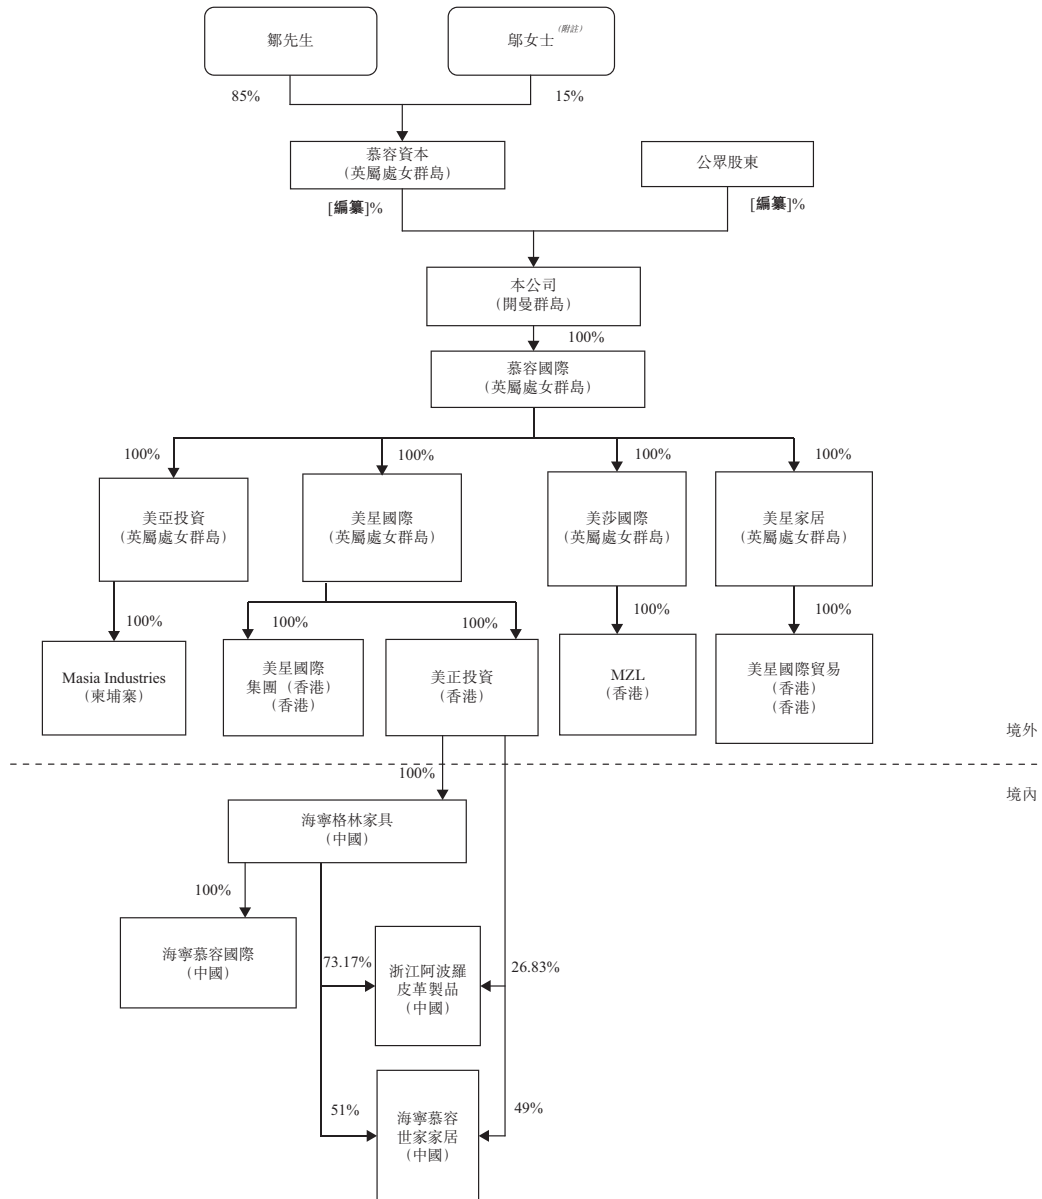 鄒先生
鄔女士(附註)
85%
15%
慕容資本
(英屬處女群島)
公眾股東
[編纂]%
[編纂]%
本公司
(開曼群島)
100%
慕容國際
(英屬處女群島)
100%
100%
100%
100%
美亞投資
(英屬處女群島)
美星國際
(英屬處女群島)
美莎國際
(英屬處女群島)
美星家居
(英屬處女群島)
100%
100%
100%
100%
100%
Masia Industries
(柬埔寨)
美星國際
集團(香港)
(香港)
美正投資
(香港)
MZL
(香港)
美星國際貿易
(香港)
(香港)
境外
100%
境內
海寧格林家具
(中國)
100%
海寧慕容國際
(中國)
73.17%
浙江阿波羅
皮革製品
(中國)
26.83%
51%
海寧慕容
世家家居
(中國)
49%